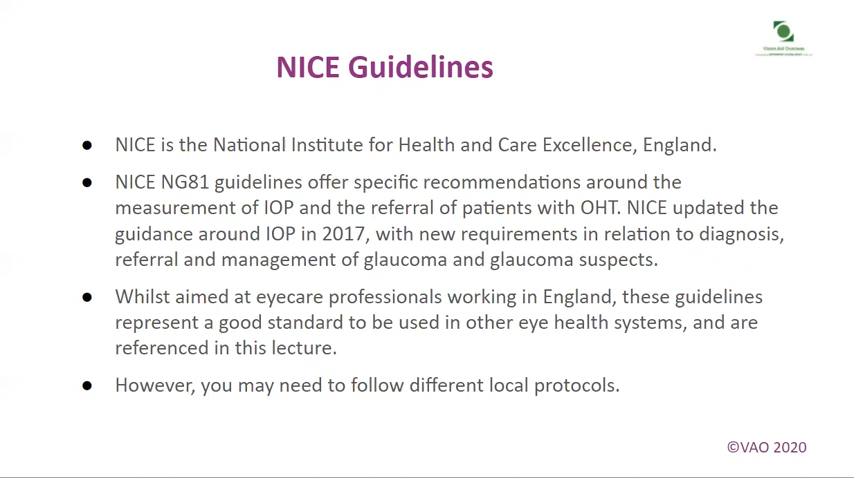 Vision Aid Overseas
NICE Guidelines
● NICE is the National Institute for Health and Care Excellence, England.
● NICE NG81 guidelines offer specific recommendations around the
measurement of IOP and the referral of patients with OHT. NICE updated the
guidance around IOP in 2017, with new requirements in relation to diagnosis,
referral and management of glaucoma and glaucoma suspects.
● Whilst aimed at eyecare professionals working in England, these guidelines
represent a good standard to be used in other eye health systems, and are
referenced in this lecture.
● However, you may need to follow different local protocols.
©VAO 2020